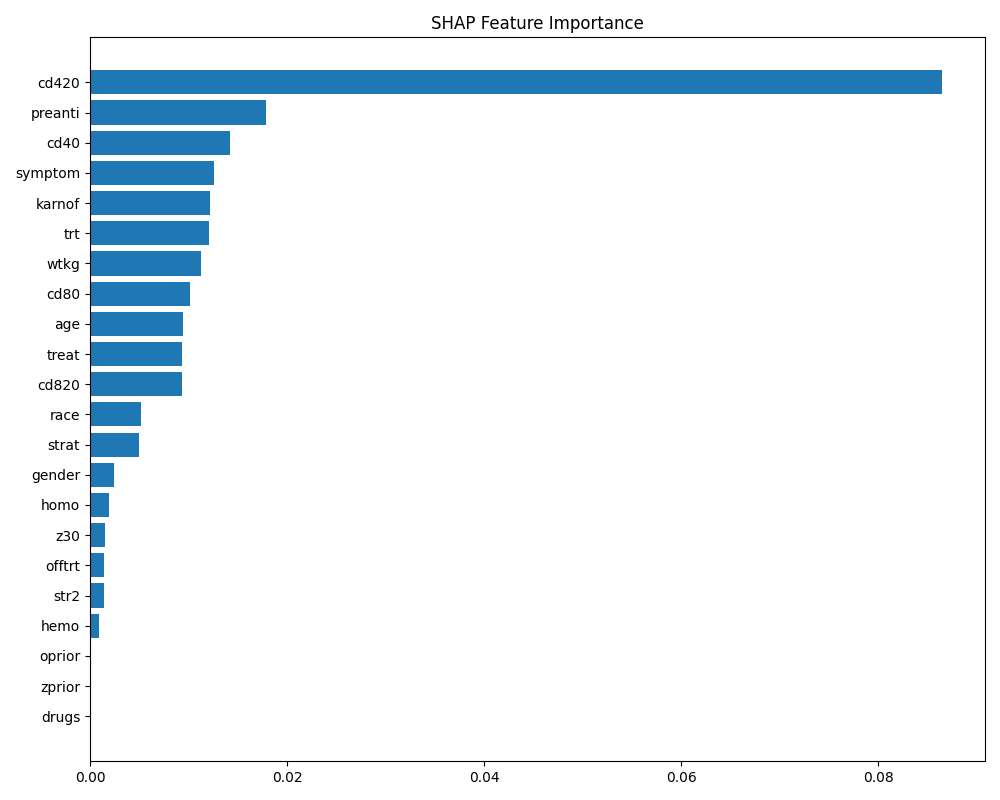 SHAP Feature Importance
cd420
preanti
cd40
symptom
karnof
trt
wtkg
cd80
age
treat
cd820
race
strat
gender
homo
z30
offtrt
str2
hemo
oprior
zprior
drugs
0.00 0.02 0.04 0.06 0.08